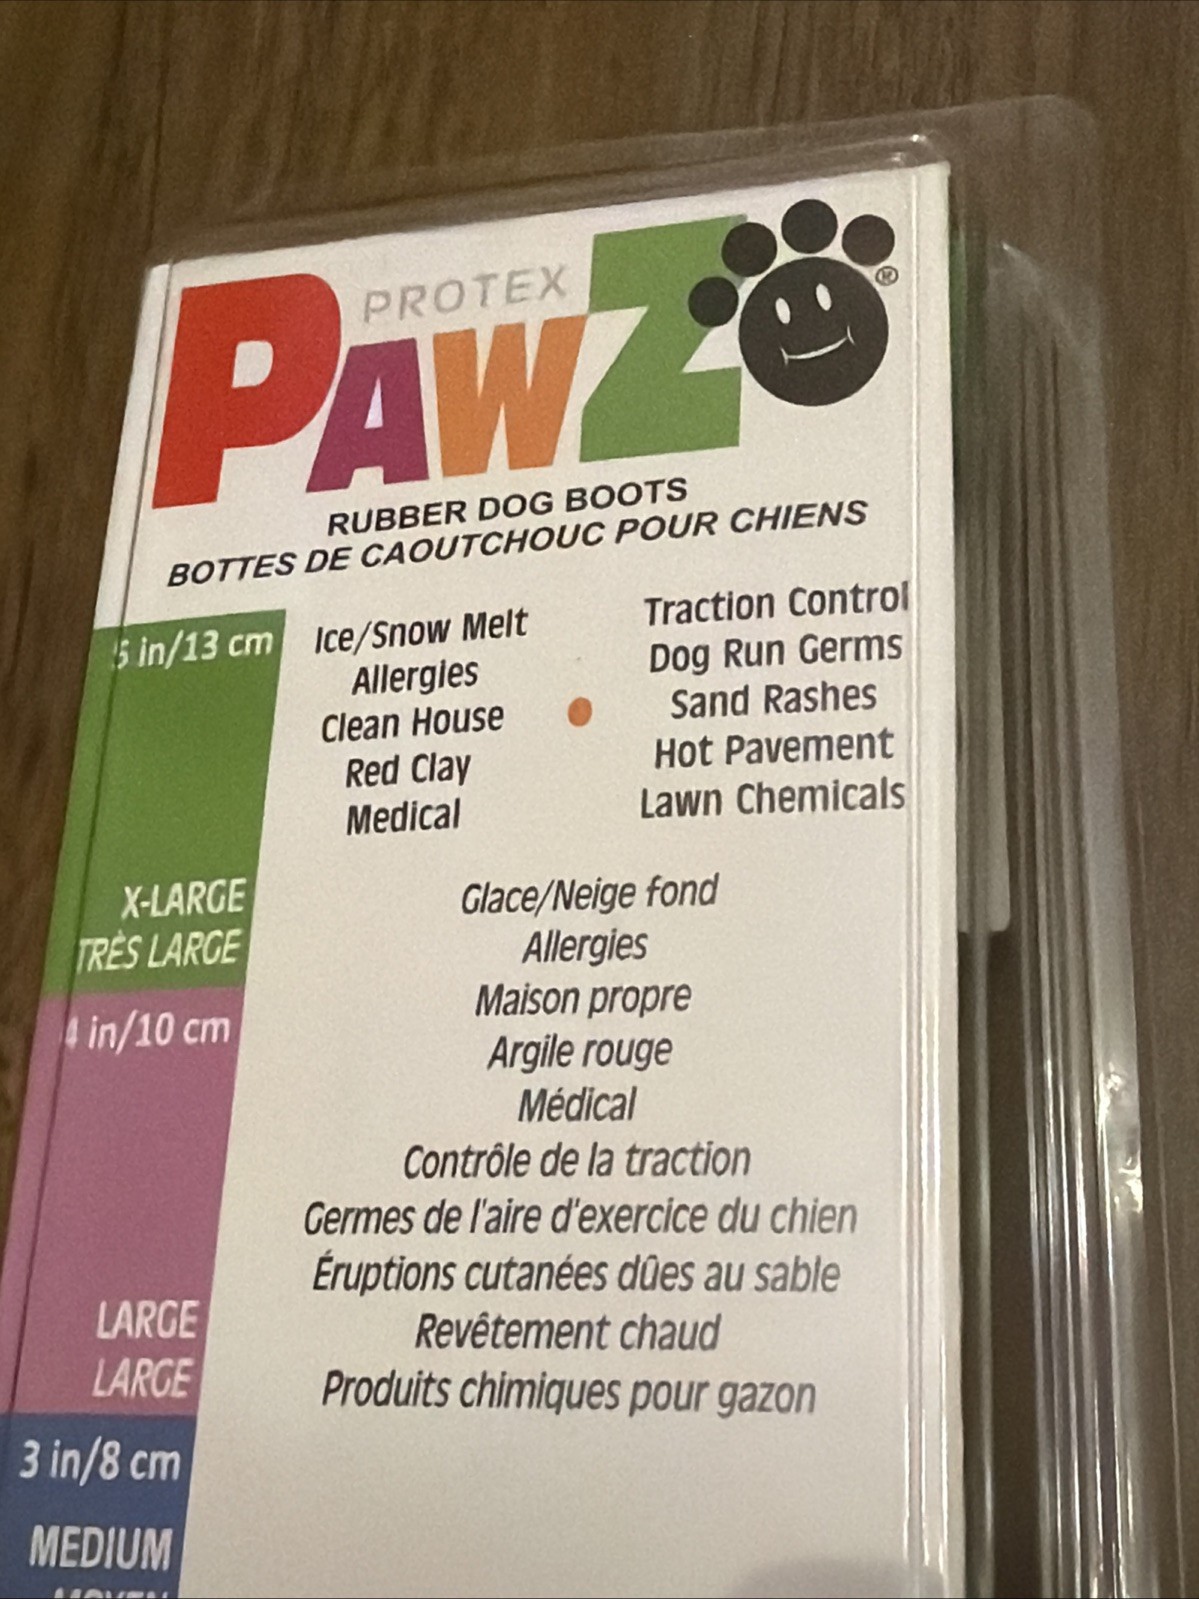 PROTEX
PAWZ
®
RUBBER DOG BOOTS
BOTTES DE CAOUTCHOUC POUR CHIENS
5 in/13 cm
X-LARGE
TRÈS LARGE
4 in/10 cm
LARGE
LARGE
3 in/8 cm
MEDIUM
MOYEN
Ice/Snow Melt
Allergies
Clean House
Red Clay
Medical
•
Traction Control
Dog Run Germs
Sand Rashes
Hot Pavement
Lawn Chemicals
Glace/Neige fond
Allergies
Maison propre
Argile rouge
Médical
Contrôle de la traction
Germes de l'aire d'exercice du chien
Éruptions cutanées dûes au sable
Revêtement chaud
Produits chimiques pour gazon